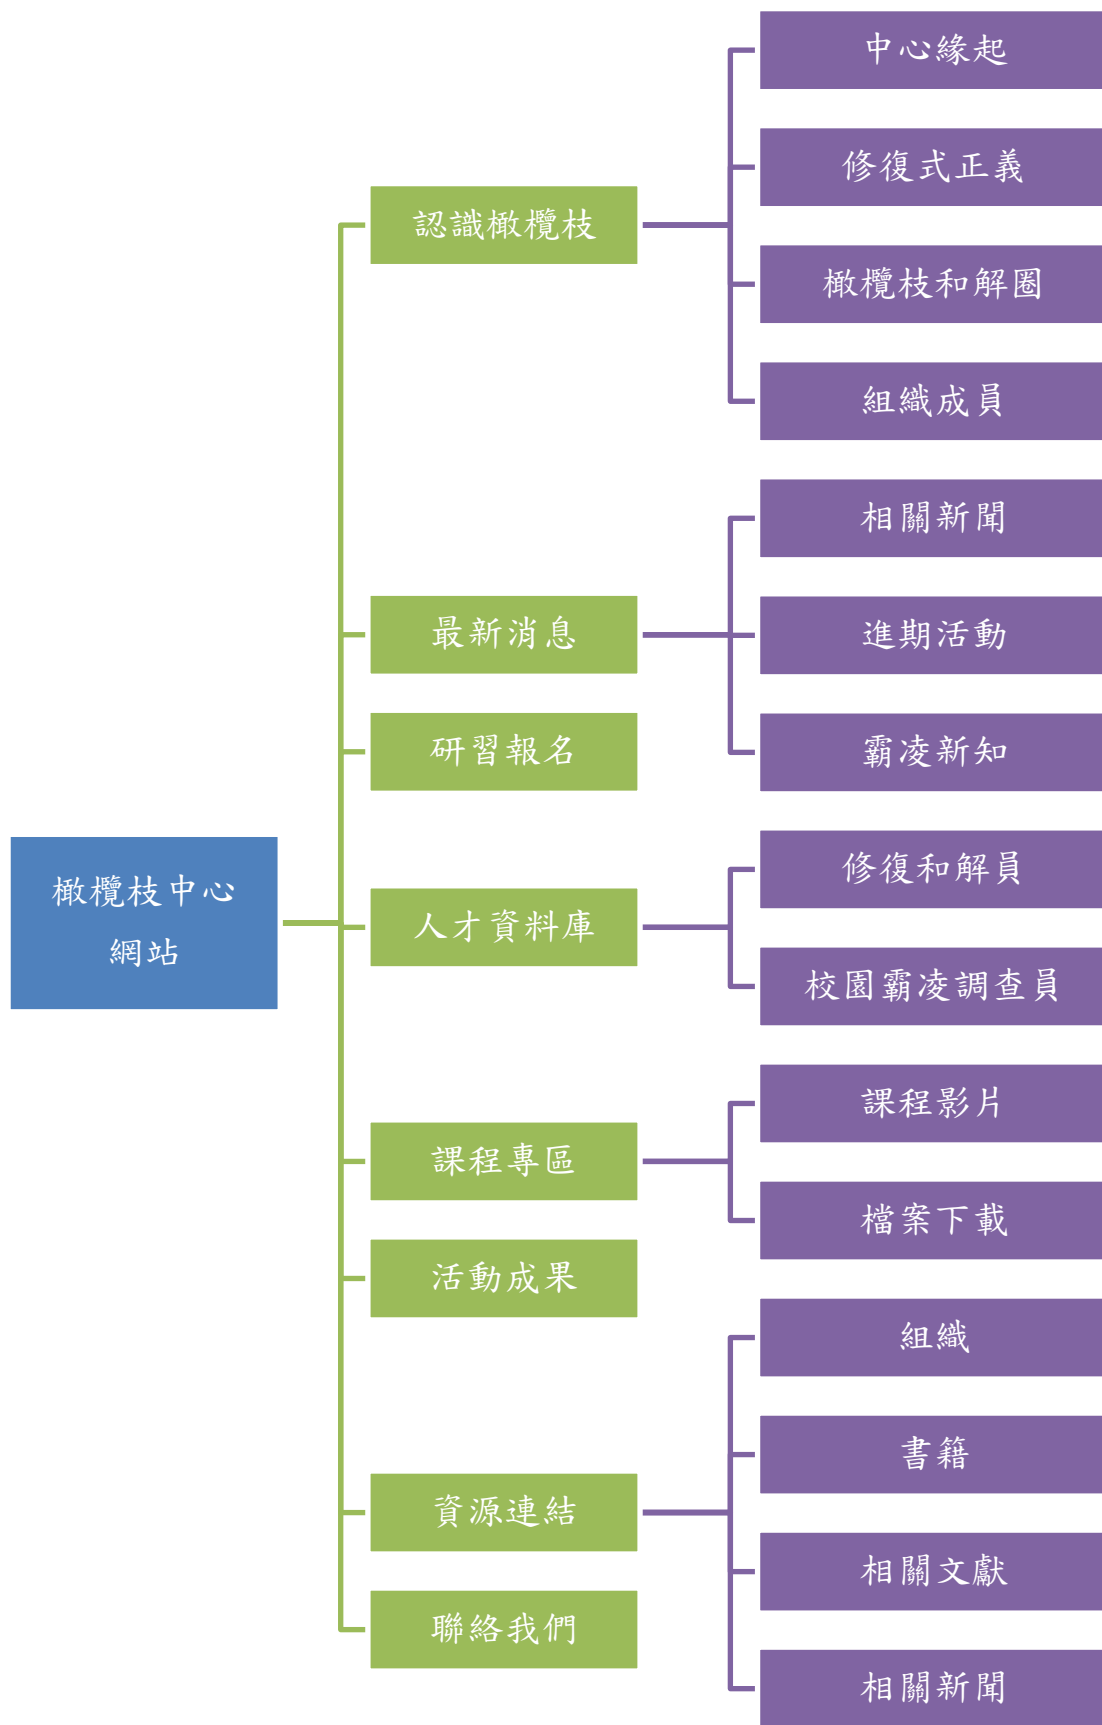 橄欖枝中心
網站
認識橄欖枝
中心緣起
修復式正義
橄欖枝和解圈
組織成員
最新消息
相關新聞
進期活動
霸凌新知
研習報名
人才資料庫
修復和解員
校園霸凌調查員
課程專區
課程影片
檔案下載
活動成果
資源連結
組織
書籍
相關文獻
相關新聞
聯絡我們